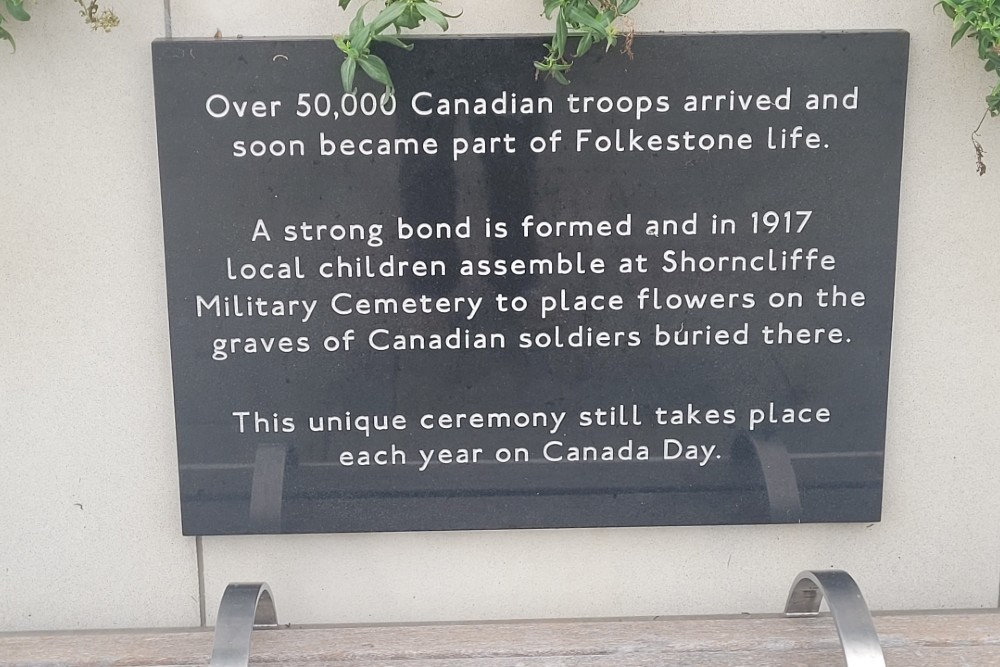 Over 50,000 Canadian troops arrived and
soon became part of Folkestone life.
A strong bond is formed and in 1917
local children assemble at Shorncliffe
Military Cemetery to place flowers on the
graves of Canadian soldiers buried there.
This unique ceremony still takes place
each year on Canada Day.